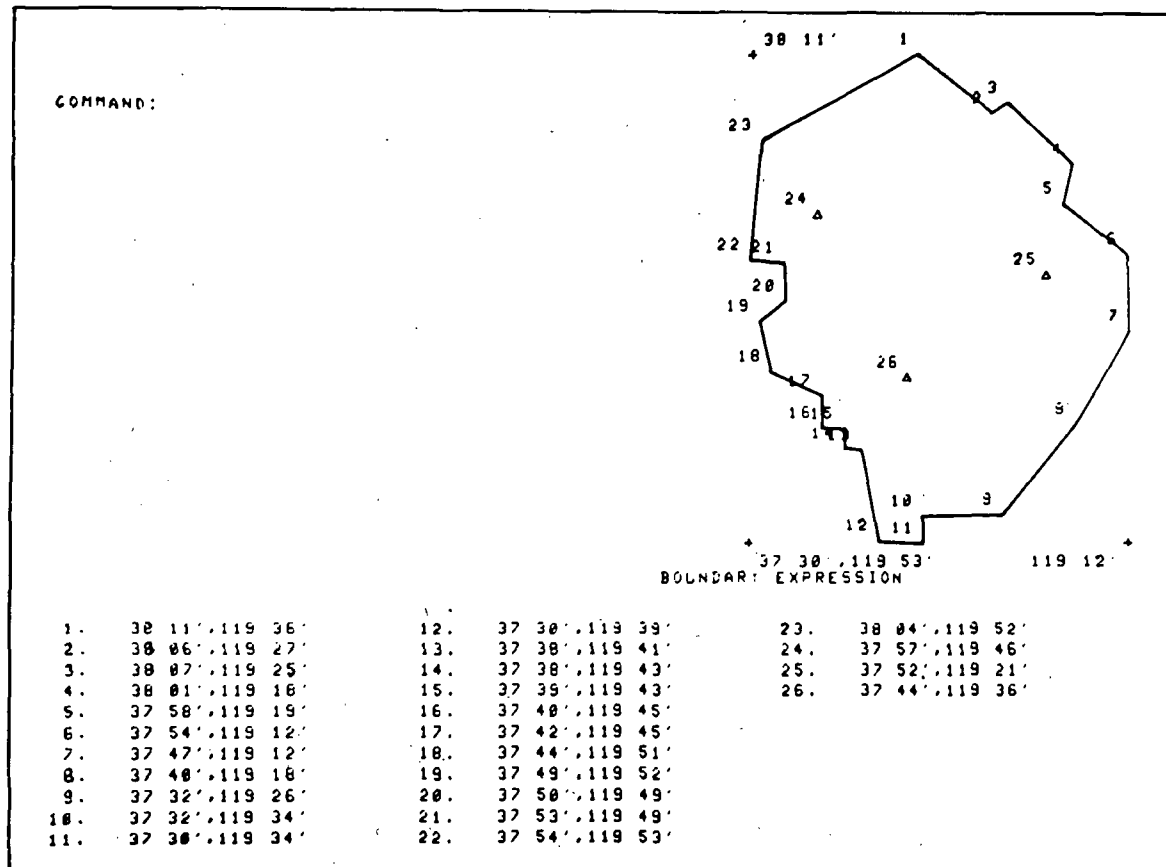 38 11' 1
3
2
COMMAND:
23
4
5
24
22 21
6
25
20
19
7
18
26
17
16 15
9
14
10 9
12 11
37 30',119 53' 119 12'
BOUNDARY EXPRESSION
1. 38 11',119 36' 12. 37 30',119 39' 23. 38 04',119 52'
2. 38 06',119 27' 13. 37 38',119 41' 24. 37 57',119 46'
3. 38 07',119 25' 14. 37 38',119 43' 25. 37 52',119 21'
4. 38 01',119 18' 15. 37 39',119 43' 26. 37 44',119 36'
5. 37 58',119 19' 16. 37 40',119 45'
6. 37 54',119 12' 17. 37 42',119 45'
7. 37 47',119 12' 18. 37 44',119 51'
8. 37 40',119 18' 19. 37 49',119 52'
9. 37 32',119 26' 20. 37 50',119 49'
10. 37 32',119 34' 21. 37 53',119 49'
11. 37 30',119 34' 22. 37 54',119 53'